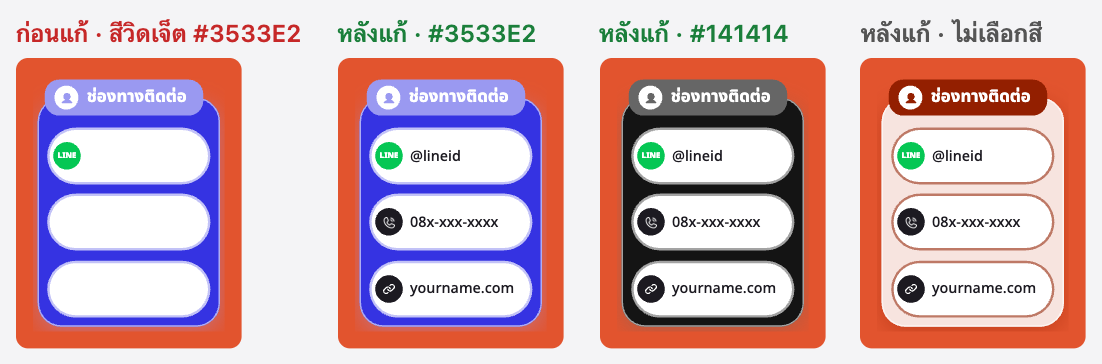 ก่อนแก้ · สีวิดเจ็ต #3533E2
ช่องทางติดต่อ
LINE
หลังแก้ · #3533E2
ช่องทางติดต่อ
LINE @lineid
08x-xxx-xxxx
yourname.com
หลังแก้ · #141414
ช่องทางติดต่อ
LINE @lineid
08x-xxx-xxxx
yourname.com
หลังแก้ · ไม่เลือกสี
ช่องทางติดต่อ
LINE @lineid
08x-xxx-xxxx
yourname.com